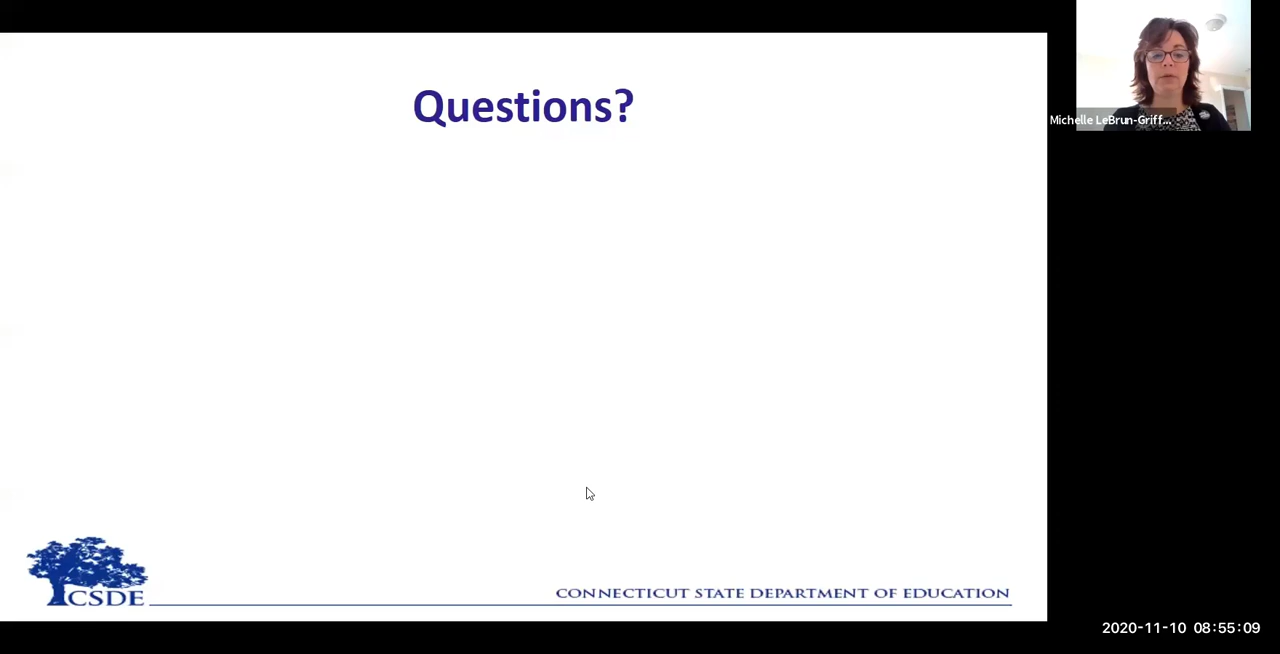 Questions?
Michelle LeBrun-Griff...
CSDE
CONNECTICUT STATE DEPARTMENT OF EDUCATION
2020-11-10 08:55:09